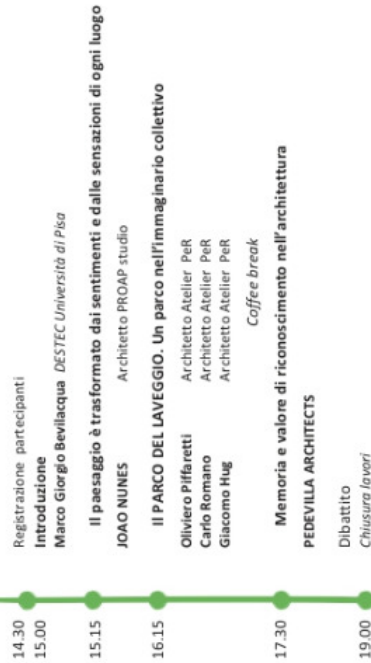 14.30 Registrazione partecipanti
15.00 Introduzione
Marco Giorgio Bevilacqua DESTEC Università di Pisa
15.15 Il paesaggio è trasformato dai sentimenti e dalle sensazioni di ogni luogo
JOAO NUNES Architetto PROAP studio
16.15 Il PARCO DEL LAVEGGIO. Un parco nell'immaginario collettivo
Oliviero Piffaretti Architetto Atelier PeR
Carlo Romano Architetto Atelier PeR
Giacomo Hug Architetto Atelier PeR
Coffee break
17.30 Memoria e valore di riconoscimento nell'architettura
PEDEVILLA ARCHITECTS
Dibattito
19.00 Chiusura lavori